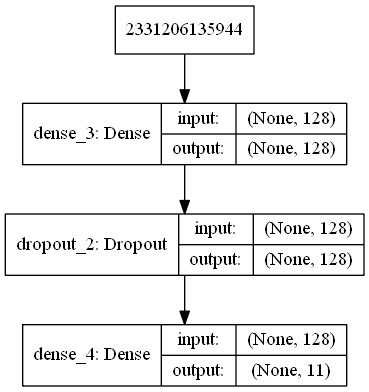 2331206135944
dense_3: Dense
input: (None, 128)
output: (None, 128)
dropout_2: Dropout
input: (None, 128)
output: (None, 128)
dense_4: Dense
input: (None, 128)
output: (None, 11)